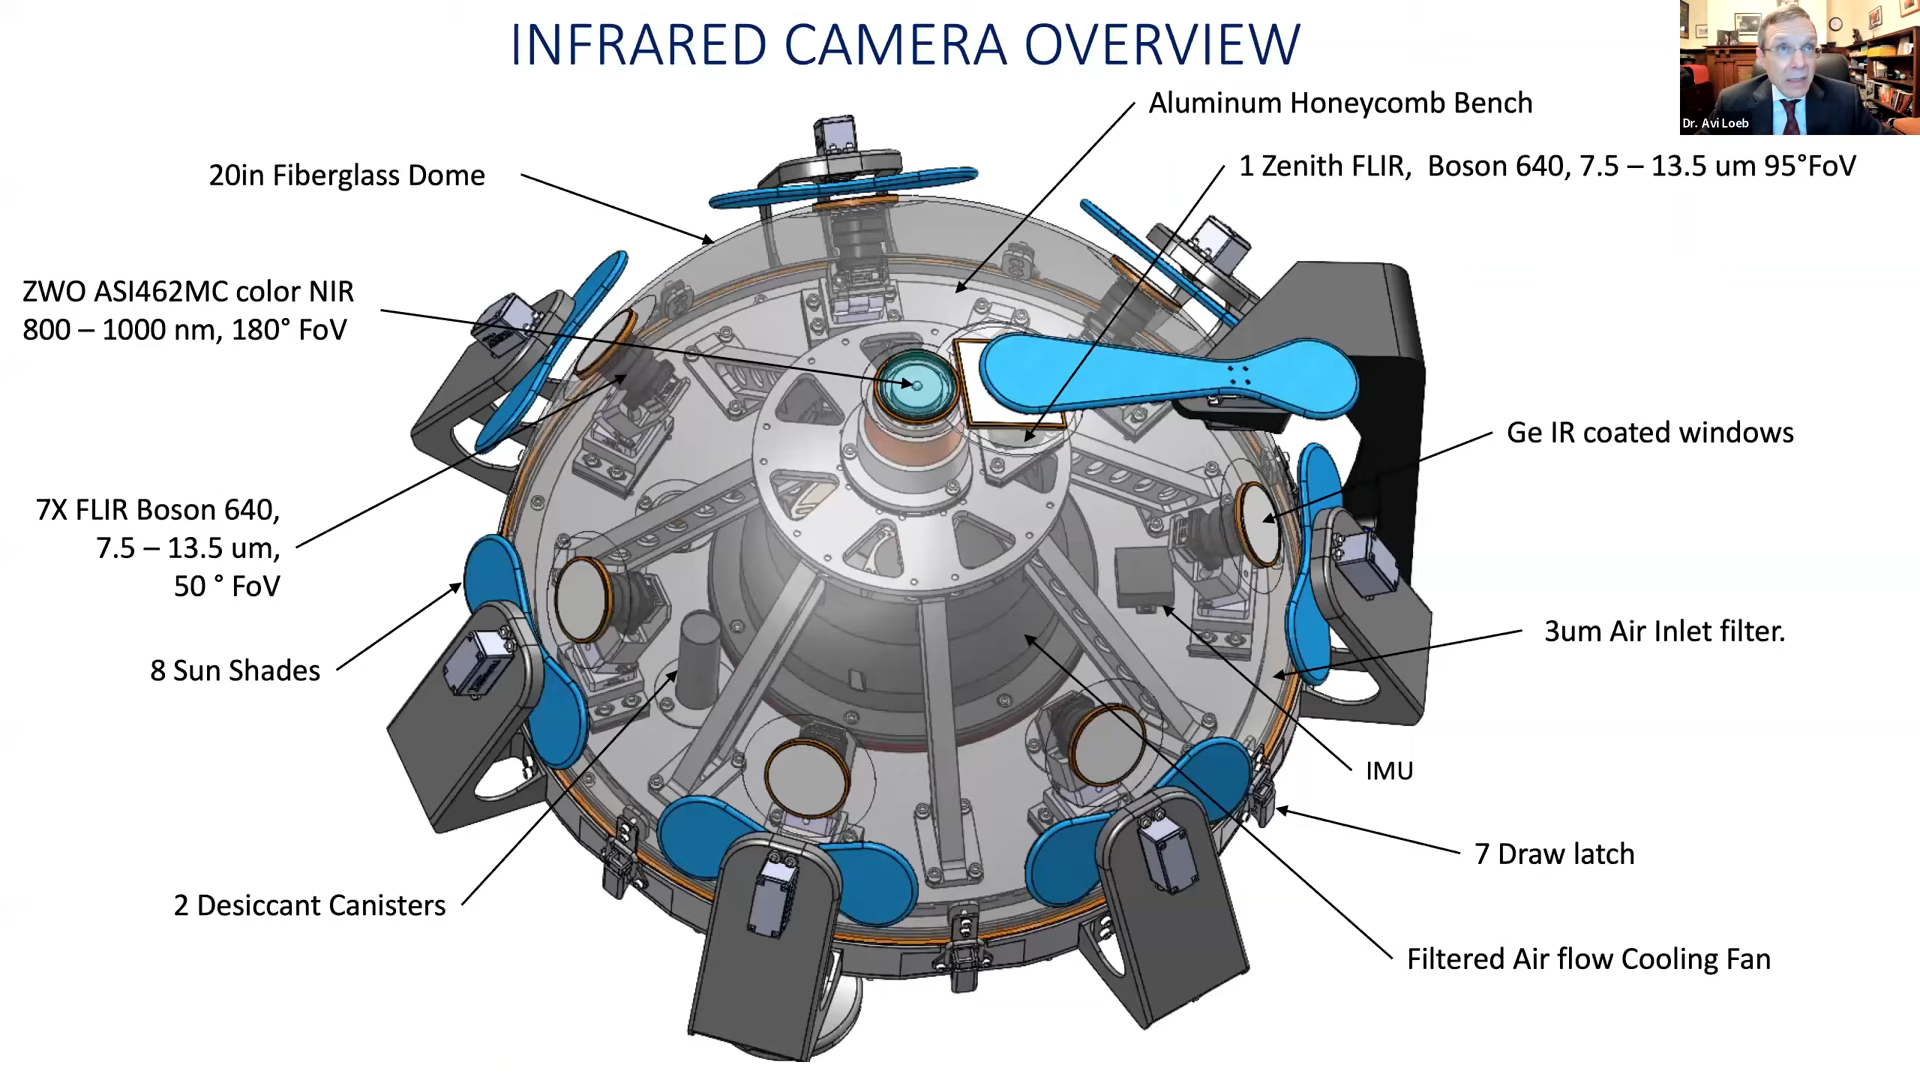 INFRARED CAMERA OVERVIEW
Dr. Avi Loeb
Aluminum Honeycomb Bench
20in Fiberglass Dome
1 Zenith FLIR, Boson 640, 7.5 – 13.5 um 95°FoV
ZWO ASI462MC color NIR
800 – 1000 nm, 180° FoV
Ge IR coated windows
7X FLIR Boson 640,
7.5 – 13.5 um,
50 ° FoV
3um Air Inlet filter.
8 Sun Shades
IMU
7 Draw latch
2 Desiccant Canisters
Filtered Air flow Cooling Fan